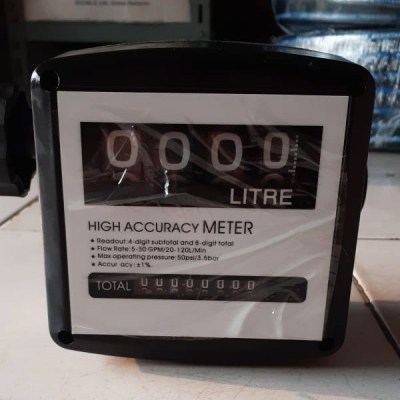 0000
LITRE
HIGH ACCURACY METER
• Readout: 4-digit subtotal and 8-digit total
• Flow Rate: 5-30 GPM/20-120L/Min
• Max operating pressure: 50psi/3.5bar
• Accur acy: ±1%
TOTAL 00000000